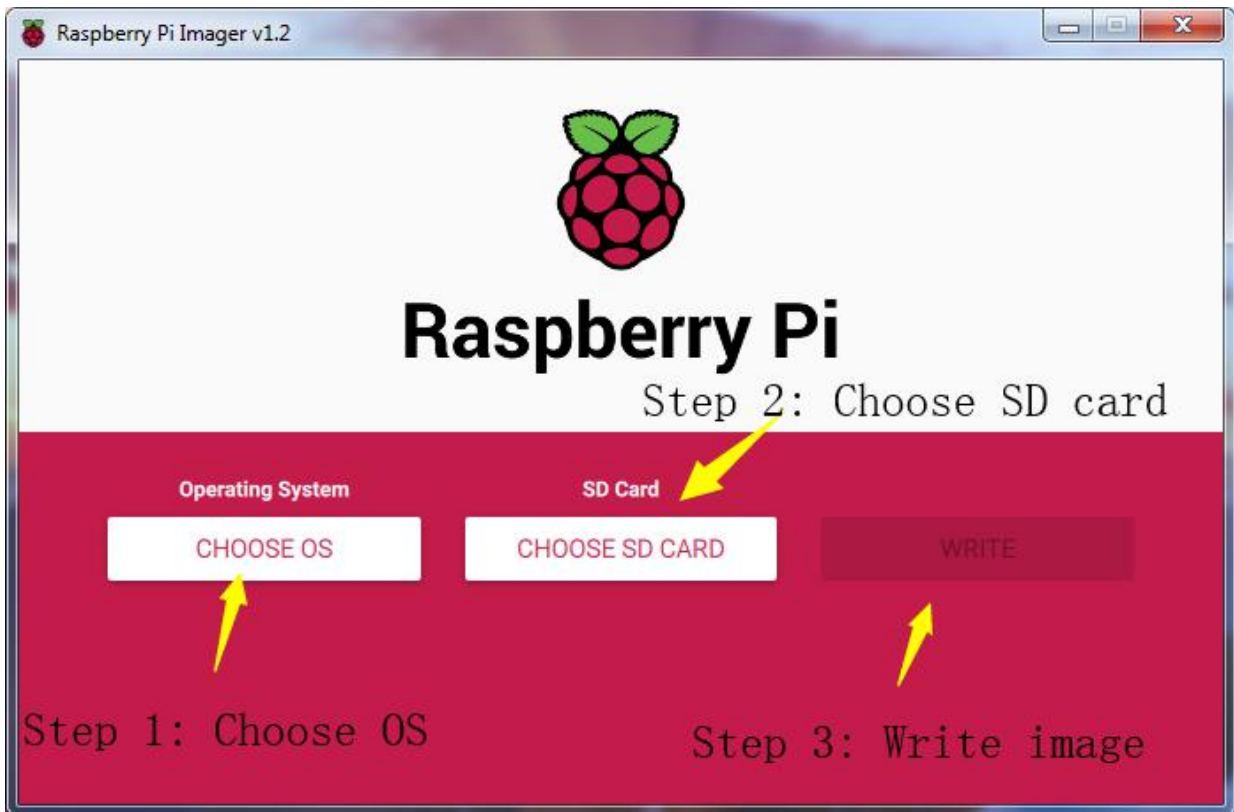 Raspberry Pi Imager v1.2
Raspberry Pi
Step 2: Choose SD card
Operating System
SD Card
CHOOSE OS
CHOOSE SD CARD
WRITE
Step 1: Choose OS
Step 3: Write image